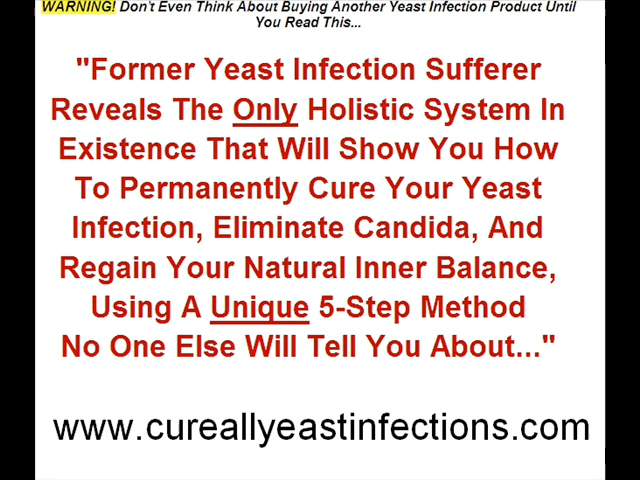 WARNING! Don't Even Think About Buying Another Yeast Infection Product Until
You Read This...
"Former Yeast Infection Sufferer
Reveals The Only Holistic System In
Existence That Will Show You How
To Permanently Cure Your Yeast
Infection, Eliminate Candida, And
Regain Your Natural Inner Balance,
Using A Unique 5-Step Method
No One Else Will Tell You About..."
www.cureallyeastinfections.com